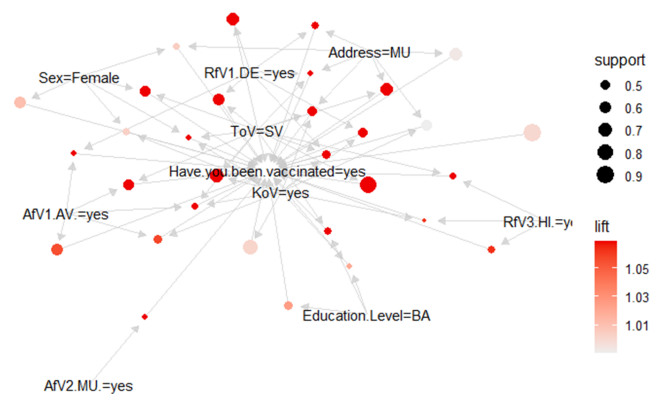 Address=MU
RfV1.DE.=yes
Sex=Female
ToV=SV
Have.you.been.vaccinated=yes
KoV=yes
AfV1.AV.=yes
RfV3.HI.=y
Education.Level=BA
AfV2.MU.=yes
support
0.5
0.6
0.7
0.8
0.9
lift
1.05
1.03
1.01